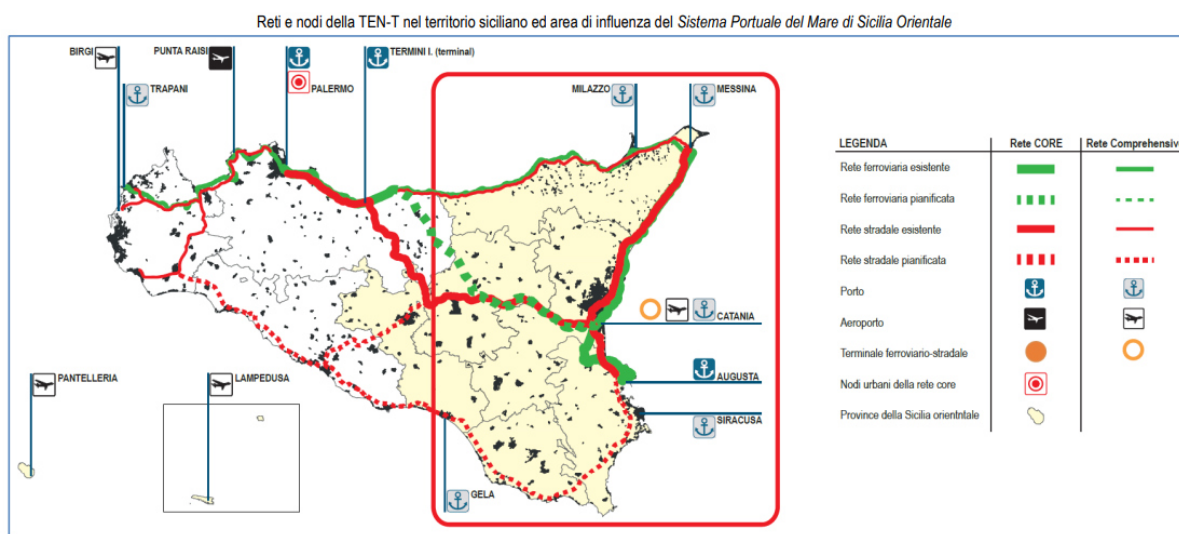 Reti e nodi della TEN-T nel territorio siciliano ed area di influenza del Sistema Portuale del Mare di Sicilia Orientale
BIRGI
PUNTA RAISI
TERMINI I. (terminal)
TRAPANI
PALERMO
MILAZZO
MESSINA
CATANIA
AUGUSTA
SIRACUSA
PANTELLERIA
LAMPEDUSA
GELA
LEGENDA Rete CORE Rete Comprehensive
Rete ferroviaria esistente
Rete ferroviaria pianificata
Rete stradale esistente
Rete stradale pianificata
Porto
Aeroporto
Terminale ferroviario-stradale
Nodi urbani della rete core
Province della Sicilia orientntale